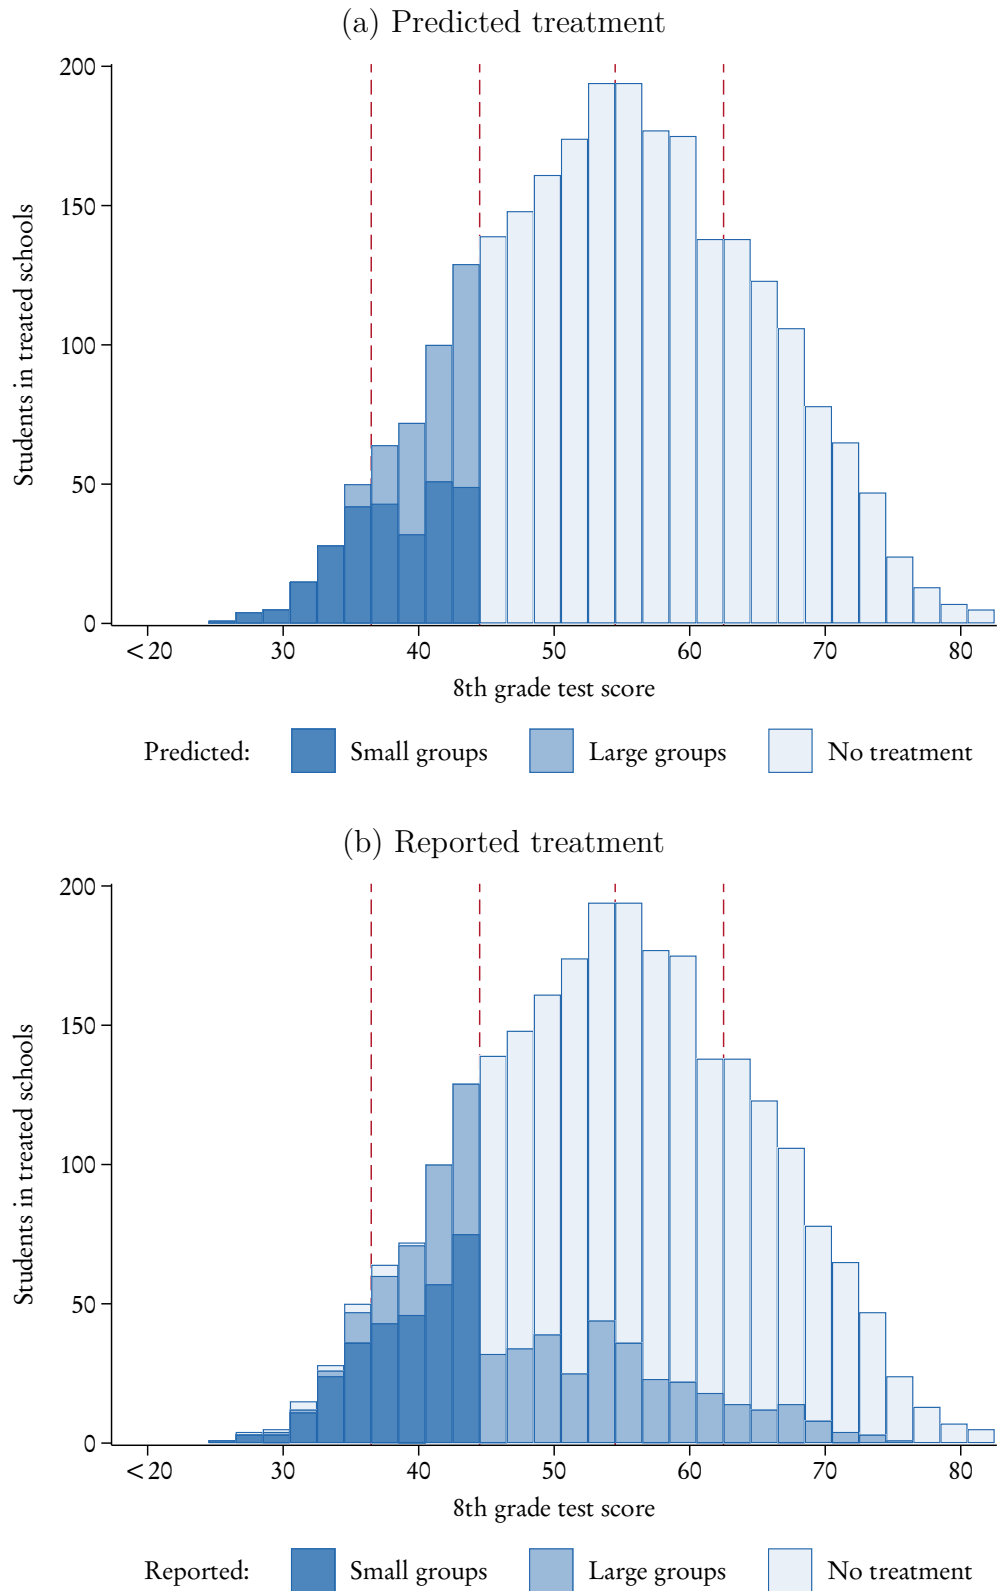 (a) Predicted treatment
200
150
100
50
0
Students in treated schools
<20 30 40 50 60 70 80
8th grade test score
Predicted: Small groups Large groups No treatment
(b) Reported treatment
200
150
100
50
0
Students in treated schools
<20 30 40 50 60 70 80
8th grade test score
Reported: Small groups Large groups No treatment